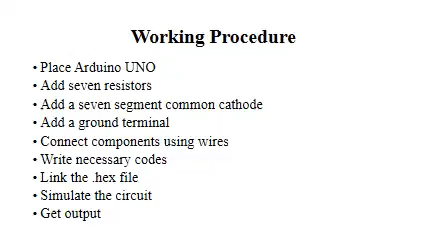 Working Procedure
• Place Arduino UNO
• Add seven resistors
• Add a seven segment common cathode
• Add a ground terminal
• Connect components using wires
• Write necessary codes
• Link the .hex file
• Simulate the circuit
• Get output